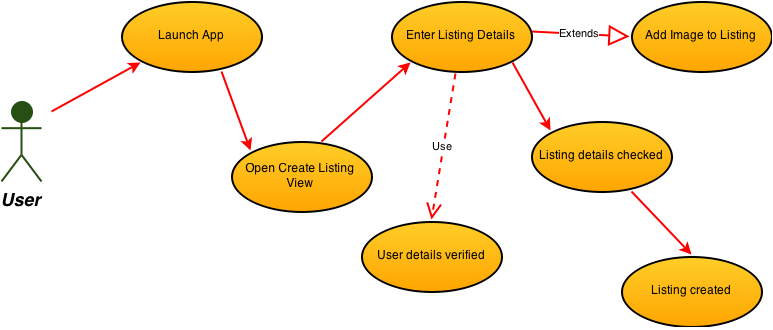 Launch App
Enter Listing Details
Extends
Add Image to Listing
Use
Listing details checked
Open Create Listing
View
User
User details verified
Listing created